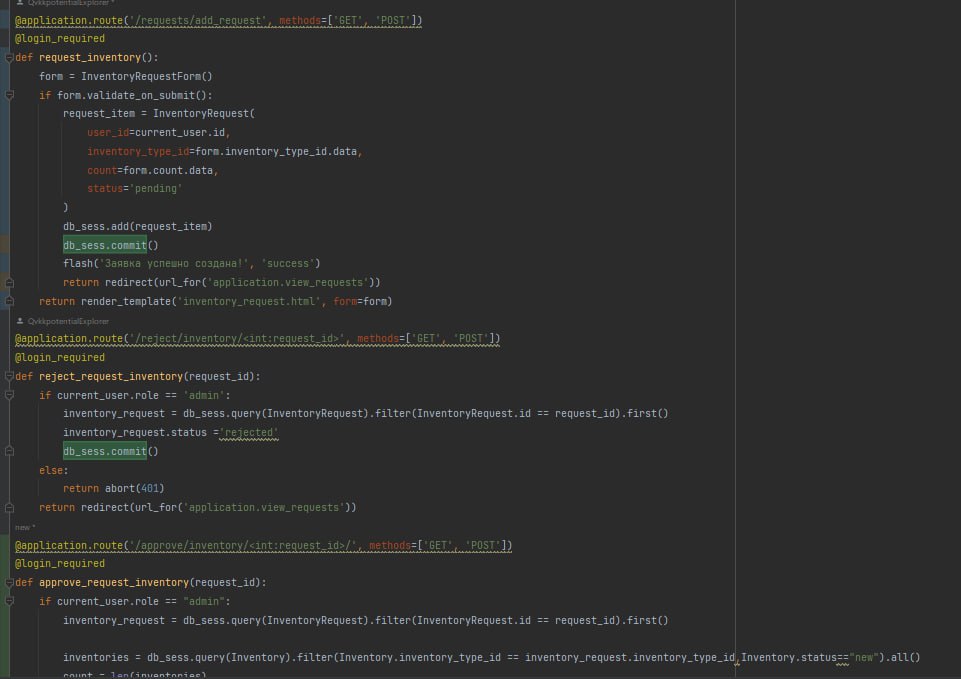 QvkkpotentialExplorer *
@application.route('/requests/add_request', methods=['GET', 'POST'])
@login_required
def request_inventory():
    form = InventoryRequestForm()
    if form.validate_on_submit():
        request_item = InventoryRequest(
            user_id=current_user.id,
            inventory_type_id=form.inventory_type_id.data,
            count=form.count.data,
            status='pending'
        )
        db_sess.add(request_item)
        db_sess.commit()
        flash('Заявка успешно создана!', 'success')
        return redirect(url_for('application.view_requests'))
    return render_template('inventory_request.html', form=form)
QvkkpotentialExplorer
@application.route('/reject/inventory/<int:request_id>', methods=['GET', 'POST'])
@login_required
def reject_request_inventory(request_id):
    if current_user.role == 'admin':
        inventory_request = db_sess.query(InventoryRequest).filter(InventoryRequest.id == request_id).first()
        inventory_request.status ='rejected'
        db_sess.commit()
    else:
        return abort(401)
    return redirect(url_for('application.view_requests'))
new *
@application.route('/approve/inventory/<int:request_id>/', methods=['GET', 'POST'])
@login_required
def approve_request_inventory(request_id):
    if current_user.role == "admin":
        inventory_request = db_sess.query(InventoryRequest).filter(InventoryRequest.id == request_id).first()
        inventories = db_sess.query(Inventory).filter(Inventory.inventory_type_id == inventory_request.inventory_type_id,Inventory.status=="new").all()
        count = len(inventories)